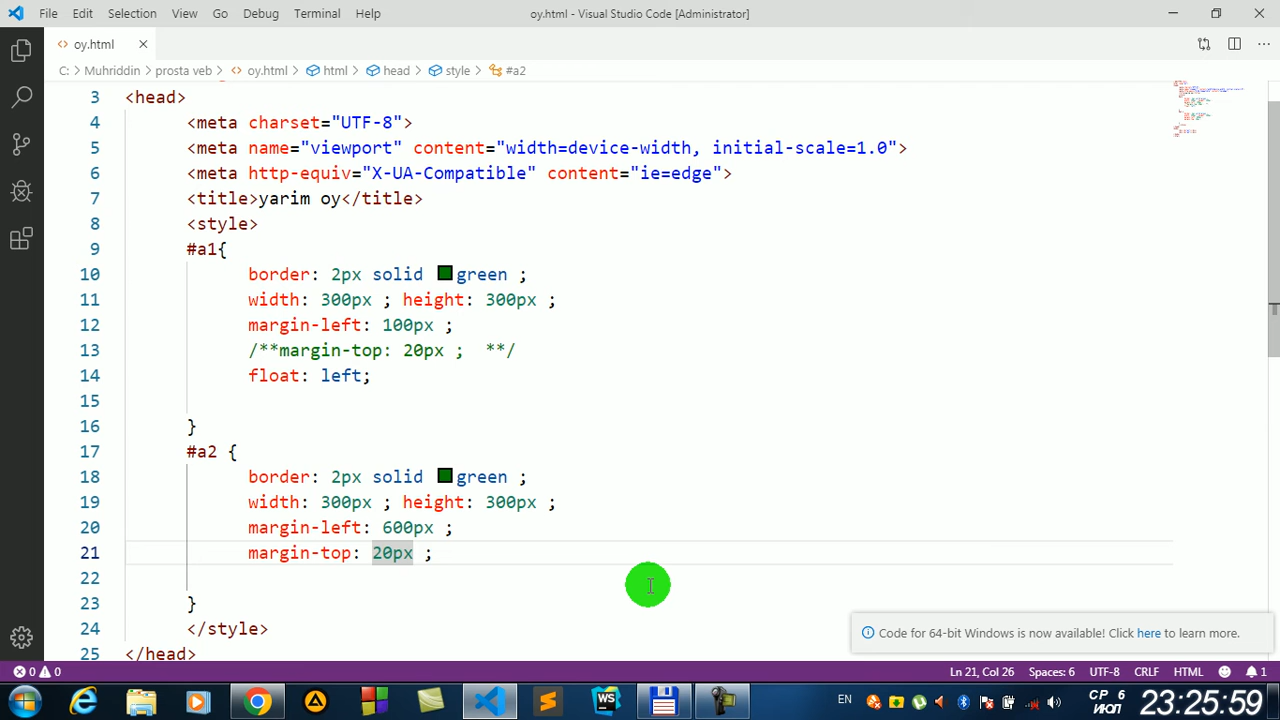 File Edit Selection View Go Debug Terminal Help oy.html - Visual Studio Code [Administrator]
oy.html
C: > Muhriddin > prosta veb > oy.html > html > head > style > #a2
3 <head>
4 <meta charset="UTF-8">
5 <meta name="viewport" content="width=device-width, initial-scale=1.0">
6 <meta http-equiv="X-UA-Compatible" content="ie=edge">
7 <title>yarim oy</title>
8 <style>
9 #a1{
10 border: 2px solid green ;
11 width: 300px ; height: 300px ;
12 margin-left: 100px ;
13 /**margin-top: 20px ;  **/
14 float: left;
15
16 }
17 #a2 {
18 border: 2px solid green ;
19 width: 300px ; height: 300px ;
20 margin-left: 600px ;
21 margin-top: 20px ;
22
23 }
24 </style>
25 </head>
Code for 64-bit Windows is now available! Click here to learn more.
0 0 Ln 21, Col 26 Spaces: 6 UTF-8 CRLF HTML 1
WS EN СР 6 ИЮЛ 23:25:59